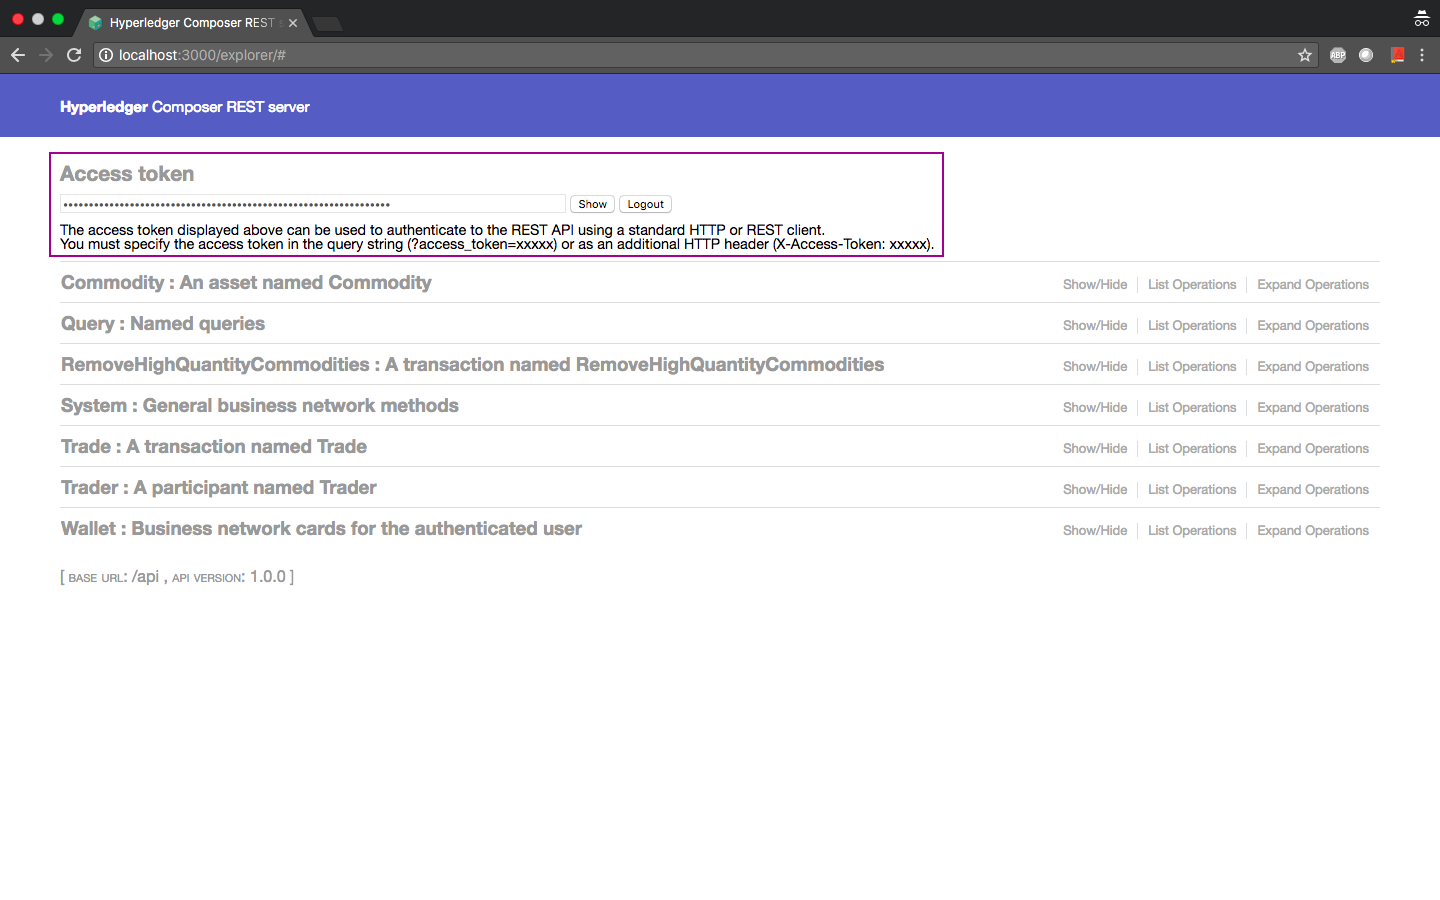 Hyperledger Composer REST s
localhost:3000/explorer/#
ABP
Hyperledger Composer REST server
Access token
Show Logout
The access token displayed above can be used to authenticate to the REST API using a standard HTTP or REST client.
You must specify the access token in the query string (?access_token=xxxxx) or as an additional HTTP header (X-Access-Token: xxxxx).
Commodity : An asset named Commodity Show/Hide List Operations Expand Operations
Query : Named queries Show/Hide List Operations Expand Operations
RemoveHighQuantityCommodities : A transaction named RemoveHighQuantityCommodities Show/Hide List Operations Expand Operations
System : General business network methods Show/Hide List Operations Expand Operations
Trade : A transaction named Trade Show/Hide List Operations Expand Operations
Trader : A participant named Trader Show/Hide List Operations Expand Operations
Wallet : Business network cards for the authenticated user Show/Hide List Operations Expand Operations
[ BASE URL: /api , API VERSION: 1.0.0 ]